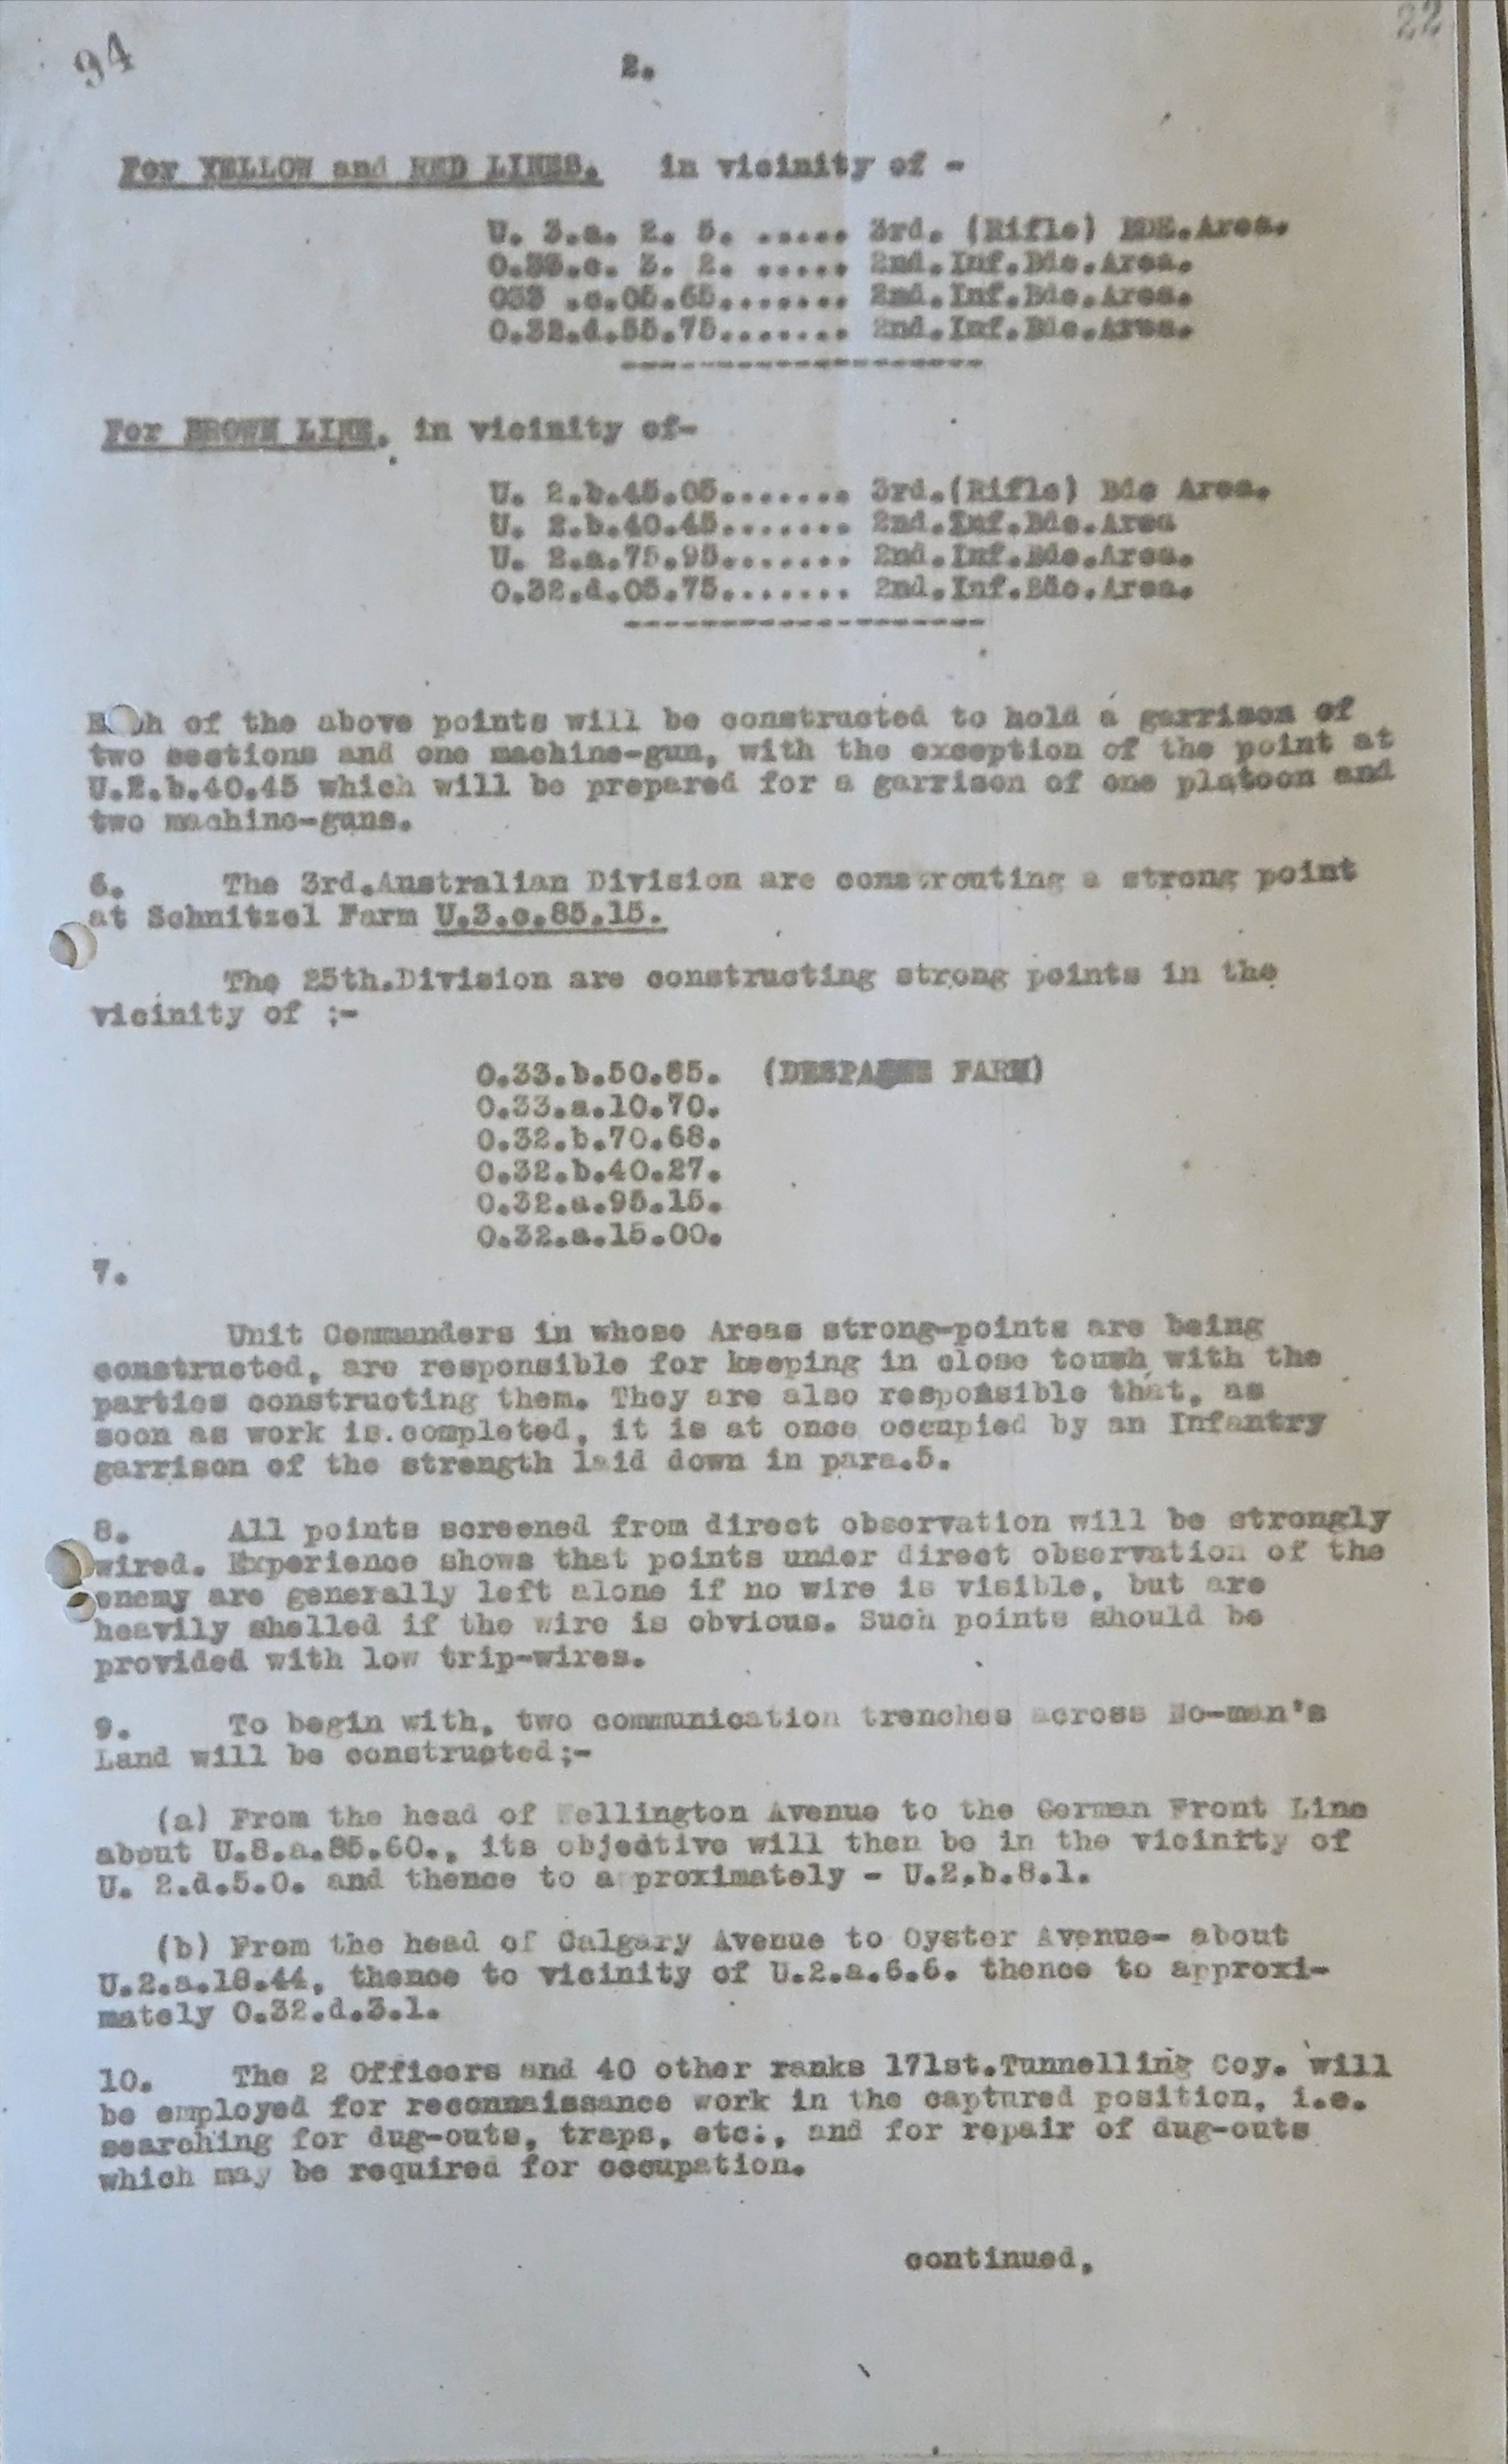 94
22
2.
For YELLOW and RED LINES. in vicinity of -
U. 3.a. 2. 5. ..... 3rd. (Rifle) BDE.Area.
O.33.c. 3. 2. ..... 2nd.Inf.Bde.Area.
O33 .c.05.65....... 2nd.Inf.Bde.Area.
O.32.d.55.75....... 2nd.Inf.Bde.Area.
-------------------
For BROWN LINE. in vicinity of-
U. 2.b.45.05....... 3rd.(Rifle) Bde Area.
U. 2.b.40.45....... 2nd.Inf.Bde.Area
U. 2.a.75.95....... 2nd.Inf.Bde.Area.
O.32.d.05.75....... 2nd.Inf.Bde.Area.
-------------------
E ch of the above points will be constructed to hold a garrison of
two sections and one machine-gun, with the exception of the point at
U.2.b.40.45 which will be prepared for a garrison of one platoon and
two machine-guns.
6. The 3rd.Australian Division are constrcuting a strong point
at Schnitzel Farm U.3.c.85.15.
The 25th.Division are constructing strong points in the
vicinity of ;-
O.33.b.50.85. (DESPAGNE FARM)
O.33.a.10.70.
O.32.b.70.68.
O.32.b.40.27.
O.32.a.95.15.
O.32.a.15.00.
7.
Unit Commanders in whose Areas strong-points are being
constructed, are responsible for keeping in close touch with the
parties constructing them. They are also responsible that, as
soon as work is.completed, it is at once occupied by an Infantry
garrison of the strength laid down in para.5.
8. All points screened from direct observation will be strongly
wired. Experience shows that points under direct observation of the
enemy are generally left alone if no wire is visible, but are
heavily shelled if the wire is obvious. Such points should be
provided with low trip-wires.
9. To begin with, two communication trenches across No-man's
Land will be constructed;-
(a) From the head of Wellington Avenue to the German Front Line
about U.8.a.85.60., its objective will then be in the vicinity of
U. 2.d.5.0. and thence to approximately - U.2.b.8.1.
(b) From the head of Calgary Avenue to Oyster Avenue- about
U.2.a.18.44, thence to vicinity of U.2.a.6.6. thence to approxi-
mately O.32.d.3.1.
10. The 2 Officers and 40 other ranks 171st.Tunnelling Coy. will
be employed for reconnaissance work in the captured position, i.e.
searching for dug-outs, traps, etc., and for repair of dug-outs
which may be required for occupation.
continued.